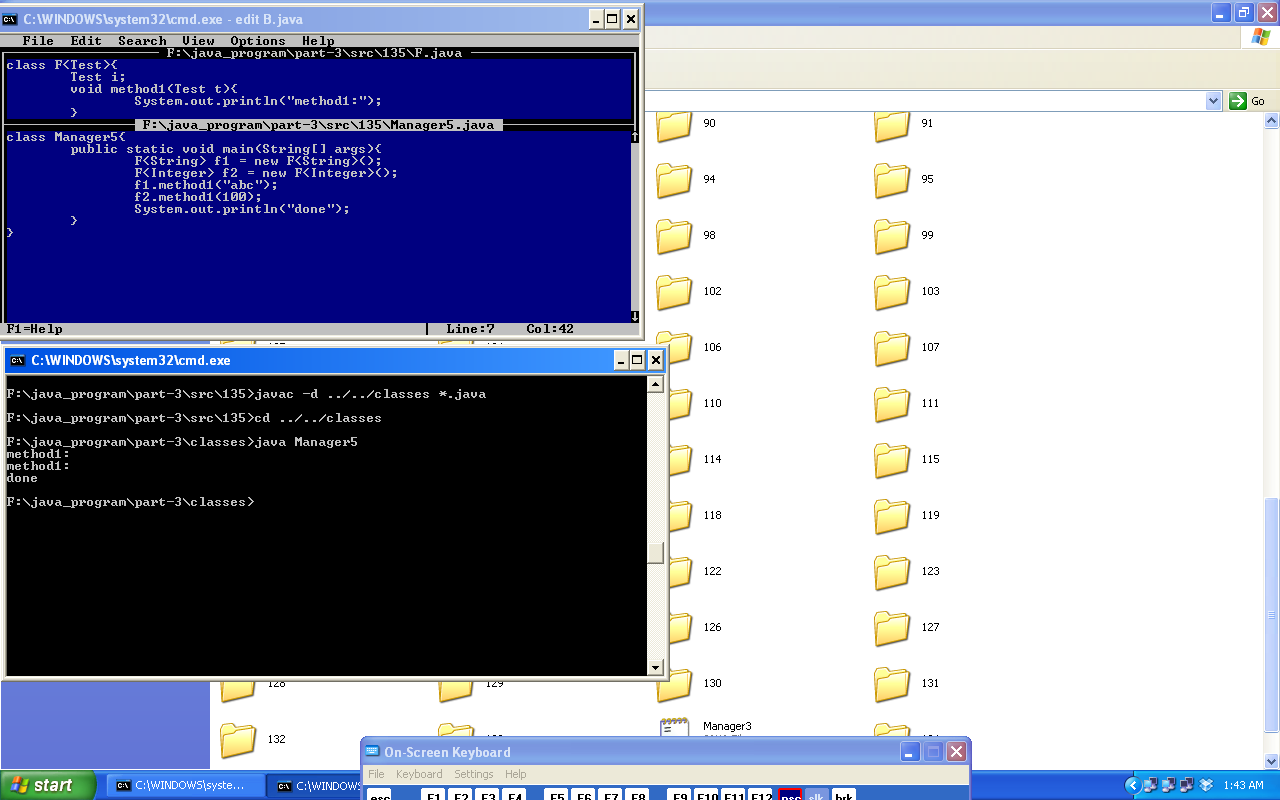 C:\WINDOWS\system32\cmd.exe - edit B.java
File Edit Search View Options Help
F:\java_program\part-3\src\135\F.java
class F<Test>{
Test i;
void method1(Test t){
System.out.println("method1:");
}
F:\java_program\part-3\src\135\Manager5.java
class Manager5{
public static void main(String[] args){
F<String> f1 = new F<String>();
F<Integer> f2 = new F<Integer>();
f1.method1("abc");
f2.method1(100);
System.out.println("done");
}
}
F1=Help Line:7 Col:42
Go
90 91
94 95
98 99
102 103
106 107
110 111
114 115
118 119
122 123
126 127
128 129 130 131
132 Manager3
C:\WINDOWS\system32\cmd.exe
F:\java_program\part-3\src\135>javac -d ../../classes *.java
F:\java_program\part-3\src\135>cd ../../classes
F:\java_program\part-3\classes>java Manager5
method1:
method1:
done
F:\java_program\part-3\classes>
On-Screen Keyboard
File Keyboard Settings Help
esc F1 F2 F3 F4 F5 F6 F7 F8 F9 F10 F11 F12 psc slk brk
start C:\WINDOWS\syste... C:\WINDOWS 1:43 AM